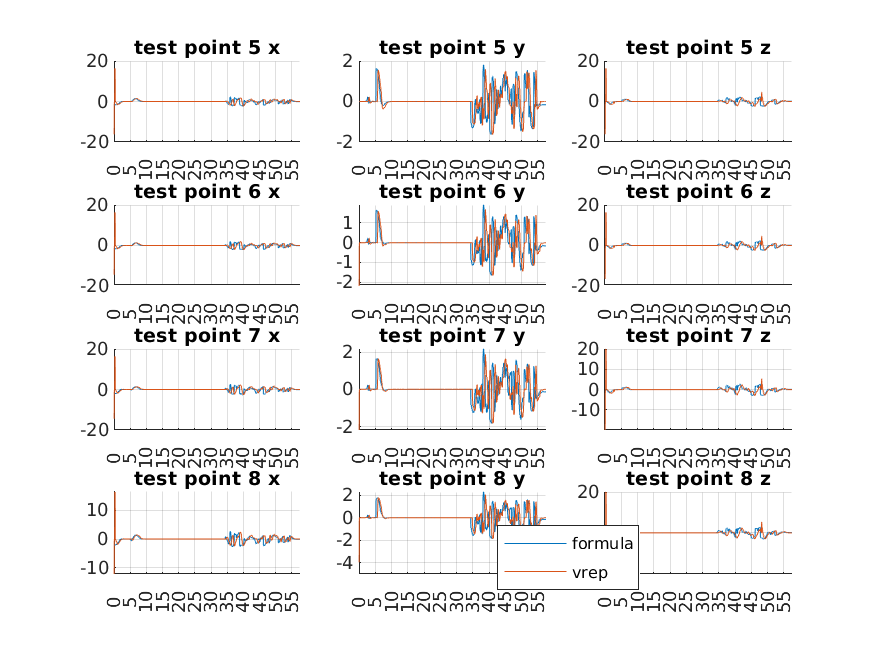 test point 5 x test point 5 y test point 5 z
20 2 20
0 0 0
-20 -2 -20
0 5 10 15 20 25 30 35 40 45 50 55 0 5 10 15 20 25 30 35 40 45 50 55 0 5 10 15 20 25 30 35 40 45 50 55
test point 6 x test point 6 y test point 6 z
20 1 20
0 0 0
-1
-20 -2 -20
0 5 10 15 20 25 30 35 40 45 50 55 0 5 10 15 20 25 30 35 40 45 50 55 0 5 10 15 20 25 30 35 40 45 50 55
test point 7 x test point 7 y test point 7 z
20 2 20
10
0 0 0
-10
-20 -2
0 5 10 15 20 25 30 35 40 45 50 55 0 5 10 15 20 25 30 35 40 45 50 55 0 5 10 15 20 25 30 35 40 45 50 55
test point 8 x test point 8 y test point 8 z
10 2 20
0 0
-2
-10 -4
formula
vrep
0 5 10 15 20 25 30 35 40 45 50 55 0 5 10 15 20 25 30 35 40 45 50 55 0 5 10 15 20 25 30 35 40 45 50 55